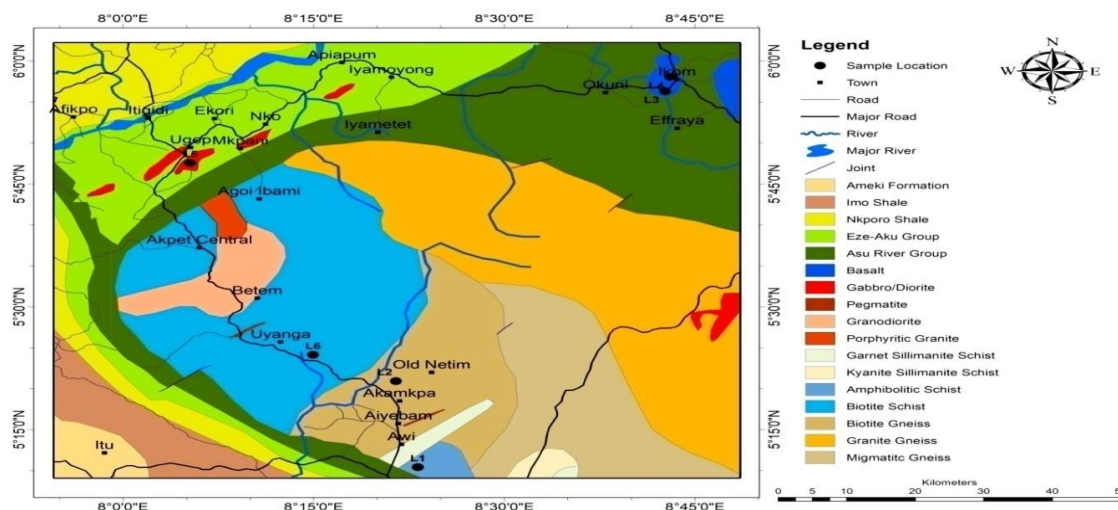 8°0'0"E 8°15'0"E 8°30'0"E 8°45'0"E
6°0'0"N
5°45'0"N
5°30'0"N
5°15'0"N
Apiapum
Iyamoyong
Ikom
Okuni
L3
Afikpo
Itigidi
Ekori
Nko
Iyametet
Effraya
Ugep
Mkpani
Agoi Ibami
Akpet Central
Betem
Uyanga
L6
Old Netim
L2
Akamkpa
Aiyebam
Awi
Itu
L1
6°0'0"N
5°45'0"N
5°30'0"N
5°15'0"N
8°0'0"E 8°15'0"E 8°30'0"E 8°45'0"E
Legend
Sample Location
Town
Road
Major Road
River
Major River
Joint
Ameki Formation
Imo Shale
Nkporo Shale
Eze-Aku Group
Asu River Group
Basalt
Gabbro/Diorite
Pegmatite
Granodiorite
Porphyritic Granite
Garnet Sillimanite Schist
Kyanite Sillimanite Schist
Amphibolitic Schist
Biotite Schist
Biotite Gneiss
Granite Gneiss
Migmatitc Gneiss
N
W E
S
Kilometers
0 5 10 20 30 40